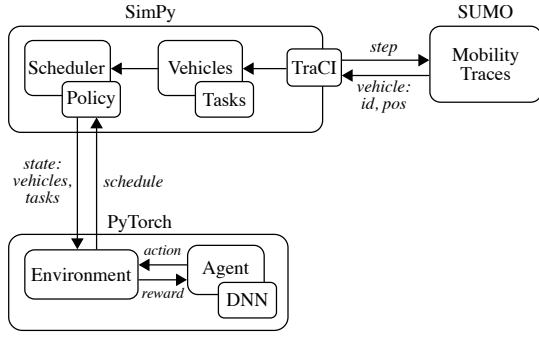 SimPy
SUMO
Scheduler
Policy
Vehicles
Tasks
TraCI
step
vehicle:
id, pos
Mobility
Traces
state:
vehicles,
tasks
schedule
PyTorch
Environment
action
reward
Agent
DNN